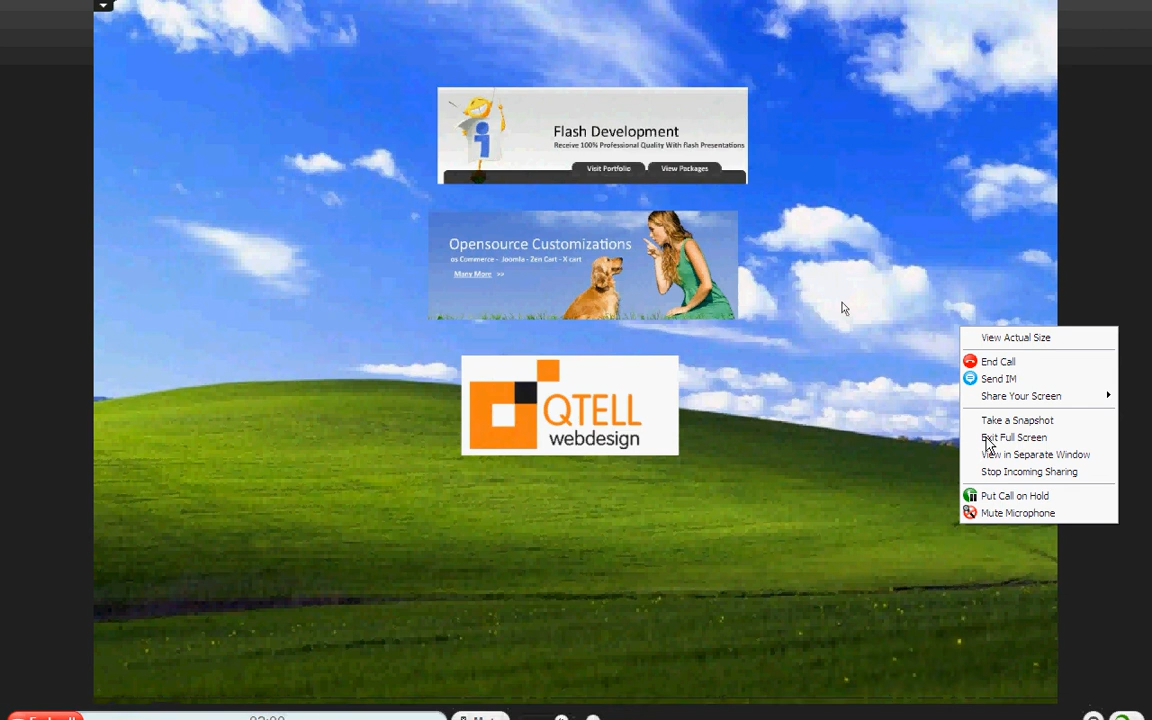 Flash Development
Receive 100% Professional Quality With flash Presentations
Visit Portfolio
View Packages
Opensource Customizations
os Commerce - Joomla - Zen Cart - X cart
Many More >>
QTELL
webdesign
View Actual Size
End Call
Send IM
Share Your Screen
Take a Snapshot
Exit Full Screen
View in Separate Window
Stop Incoming Sharing
Put Call on Hold
Mute Microphone